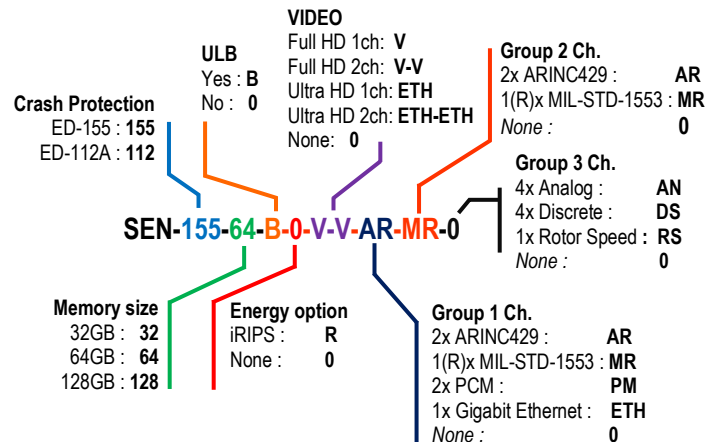 VIDEO
Full HD 1ch: V
Full HD 2ch: V-V
Ultra HD 1ch: ETH
Ultra HD 2ch: ETH-ETH
None: 0
ULB
Yes : B
No : 0
Group 2 Ch.
2x ARINC429 : AR
1(R)x MIL-STD-1553 : MR
None : 0
Crash Protection
ED-155 : 155
ED-112A : 112
Group 3 Ch.
4x Analog : AN
4x Discrete : DS
1x Rotor Speed : RS
None : 0
SEN-155-64-B-0-V-V-AR-MR-0
Memory size
32GB : 32
64GB : 64
128GB : 128
Energy option
iRIPS : R
None : 0
Group 1 Ch.
2x ARINC429 : AR
1(R)x MIL-STD-1553 : MR
2x PCM : PM
1x Gigabit Ethernet : ETH
None : 0